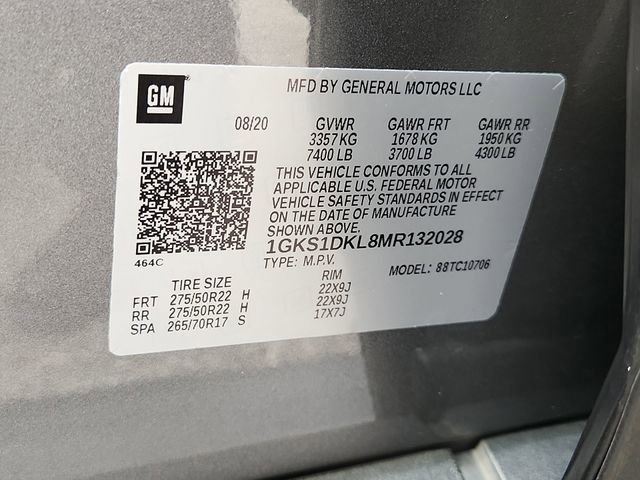 GM
MFD BY GENERAL MOTORS LLC
08/20 GVWR GAWR FRT GAWR RR
3357 KG 1678 KG 1950 KG
7400 LB 3700 LB 4300 LB
THIS VEHICLE CONFORMS TO ALL
APPLICABLE U.S. FEDERAL MOTOR
VEHICLE SAFETY STANDARDS IN EFFECT
ON THE DATE OF MANUFACTURE
SHOWN ABOVE.
1GKS1DKL8MR132028
464C
TYPE: M.P.V. MODEL: 88TC10706
TIRE SIZE RIM
FRT 275/50R22 H 22X9J
RR 275/50R22 H 22X9J
SPA 265/70R17 S 17X7J